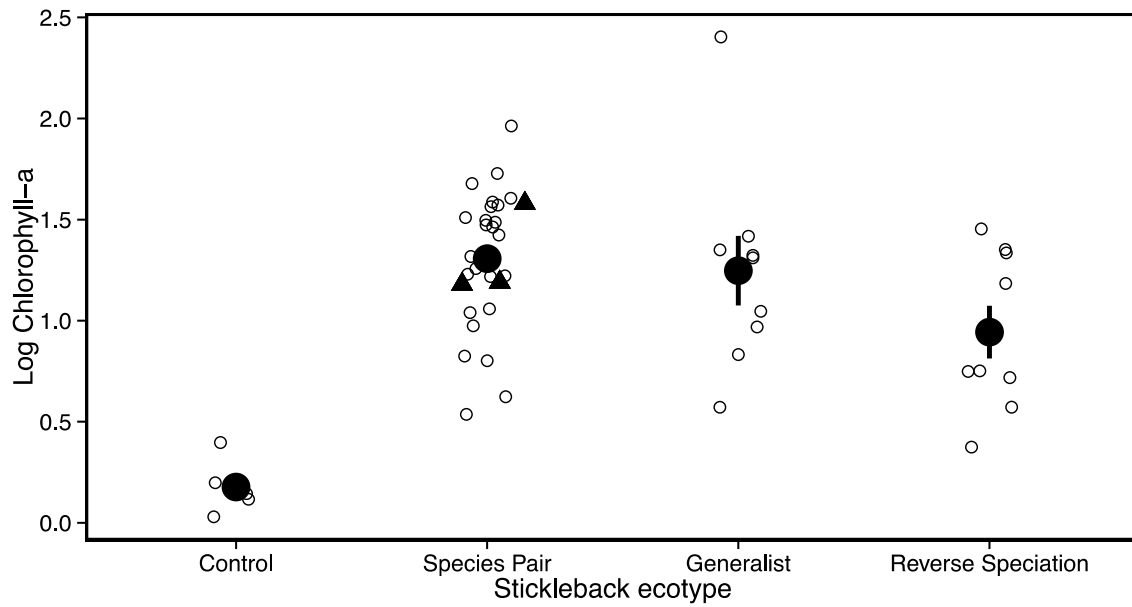 2.5
2.0
1.5
1.0
0.5
0.0
Log Chlorophyll-a
Control
Species Pair
Generalist
Reverse Speciation
Stickleback ecotype